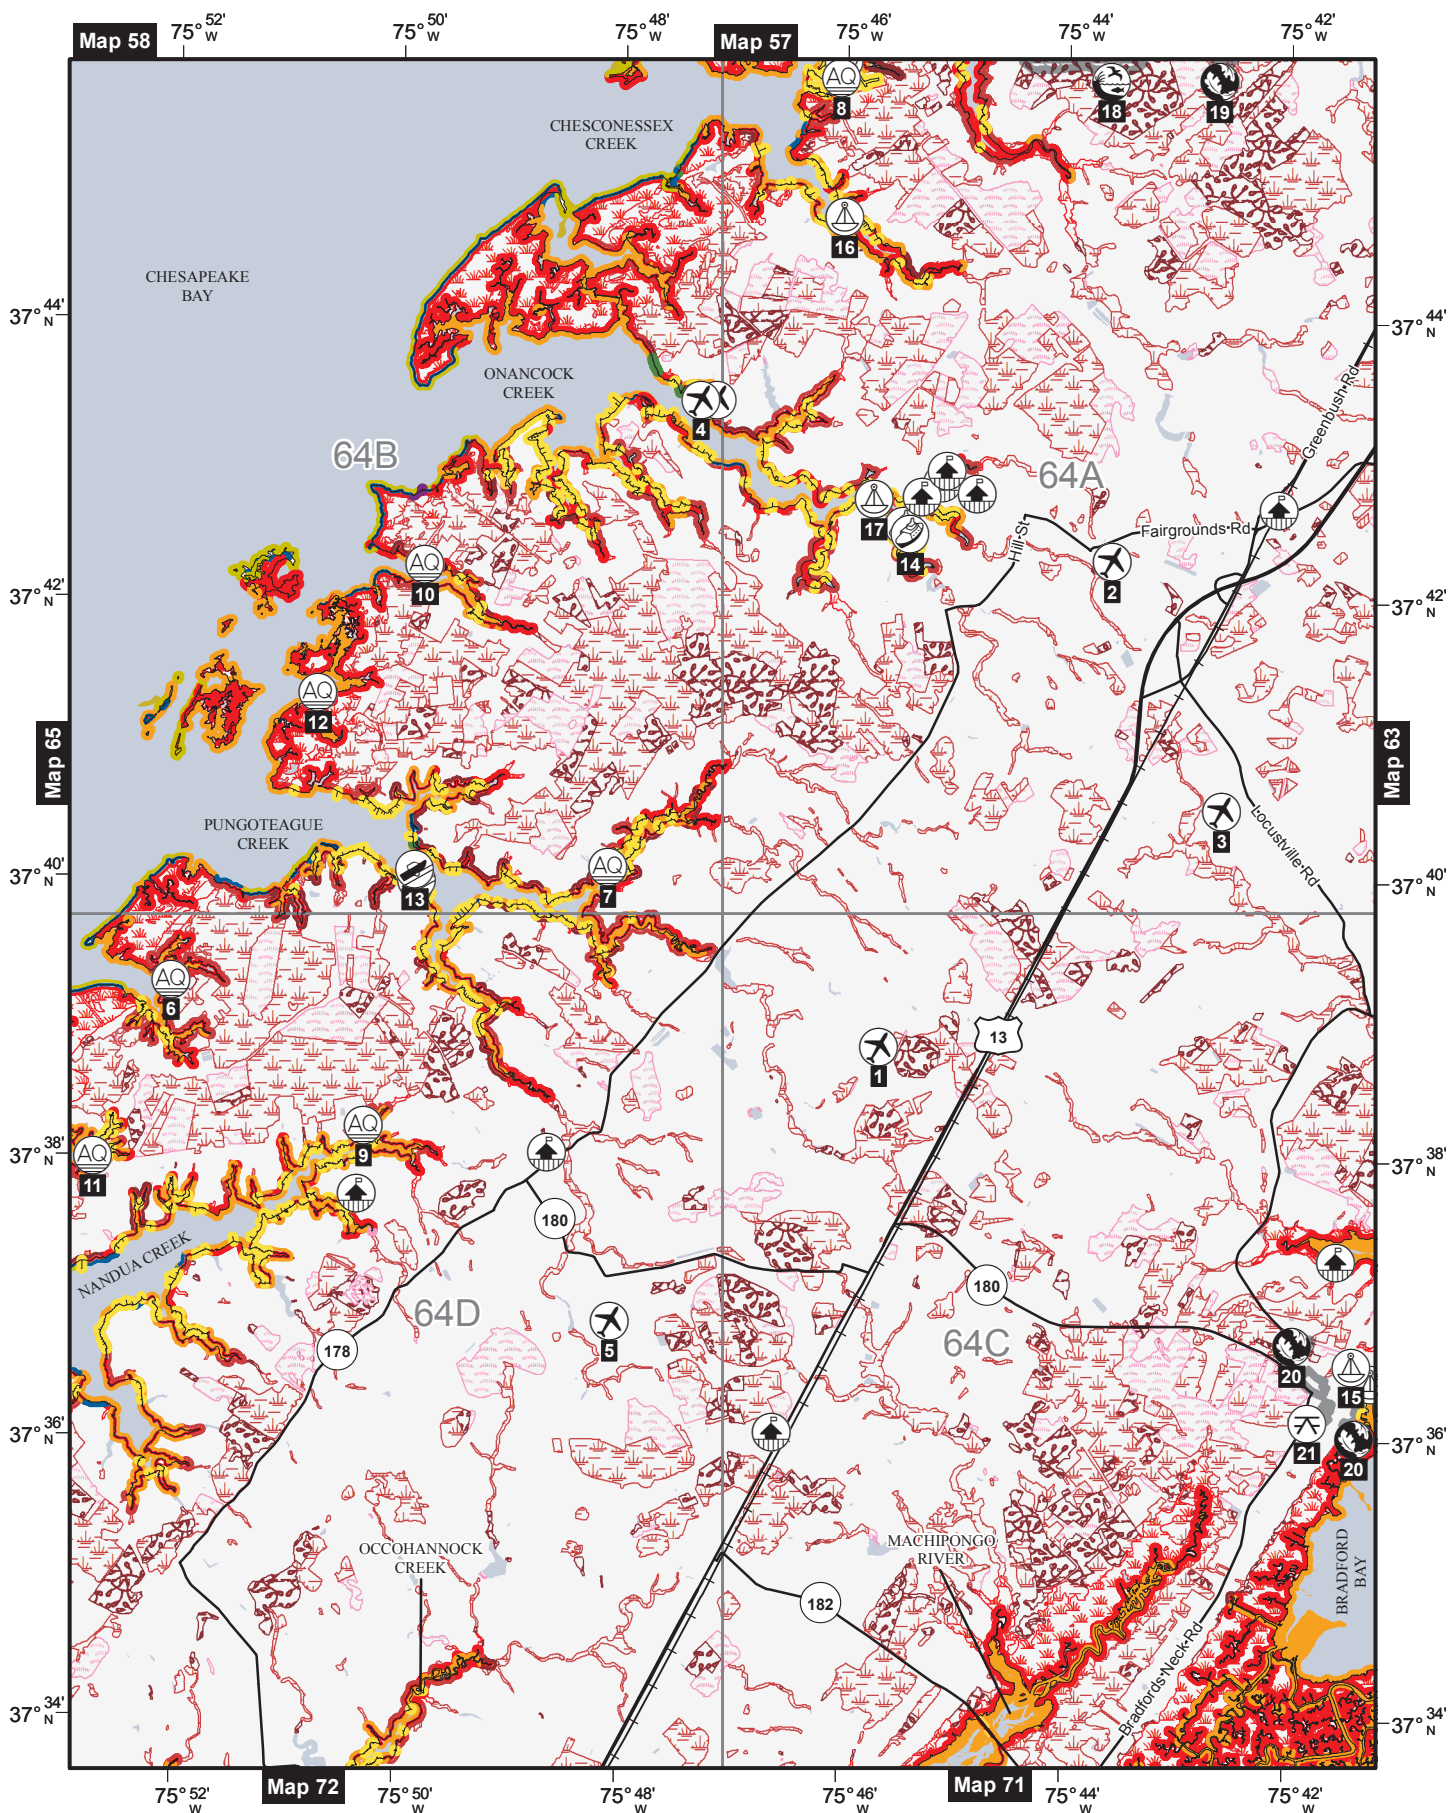 Map 58
75°52' W
75°50' W
75°48' W
Map 57
75°46' W
75°44' W
75°42' W
AQ
8
18
19
CHESCONESSEX
CREEK
16
CHESAPEAKE
BAY
37°44' N
37°44' N
ONANCOCK
CREEK
Greenbush Rd
4
64B
64A
17
14
Hill St
Fairgrounds Rd
2
AQ
10
37°42' N
37°42' N
AQ
12
Map 65
Map 63
PUNGOTEAGUE
CREEK
3
Locustville Rd
37°40' N
37°40' N
13
AQ
7
AQ
6
13
1
AQ
9
37°38' N
37°38' N
AQ
11
180
NANDUA CREEK
180
64D
5
64C
178
20
15
21
20
37°36' N
37°36' N
OCCOHANNOCK
CREEK
MACHIPONGO
RIVER
BRADFORD
BAY
182
Bradfords Neck Rd
37°34' N
37°34' N
75°52' W
Map 72
75°50' W
75°48' W
75°46' W
Map 71
75°44' W
75°42' W